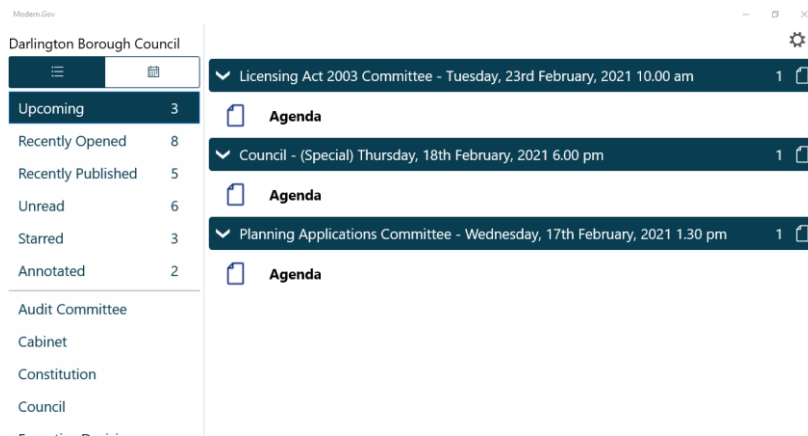 Modern.Gov
Darlington Borough Council
Upcoming 3
Recently Opened 8
Recently Published 5
Unread 6
Starred 3
Annotated 2
Audit Committee
Cabinet
Constitution
Council
Licensing Act 2003 Committee - Tuesday, 23rd February, 2021 10.00 am 1
Agenda
Council - (Special) Thursday, 18th February, 2021 6.00 pm 1
Agenda
Planning Applications Committee - Wednesday, 17th February, 2021 1.30 pm 1
Agenda